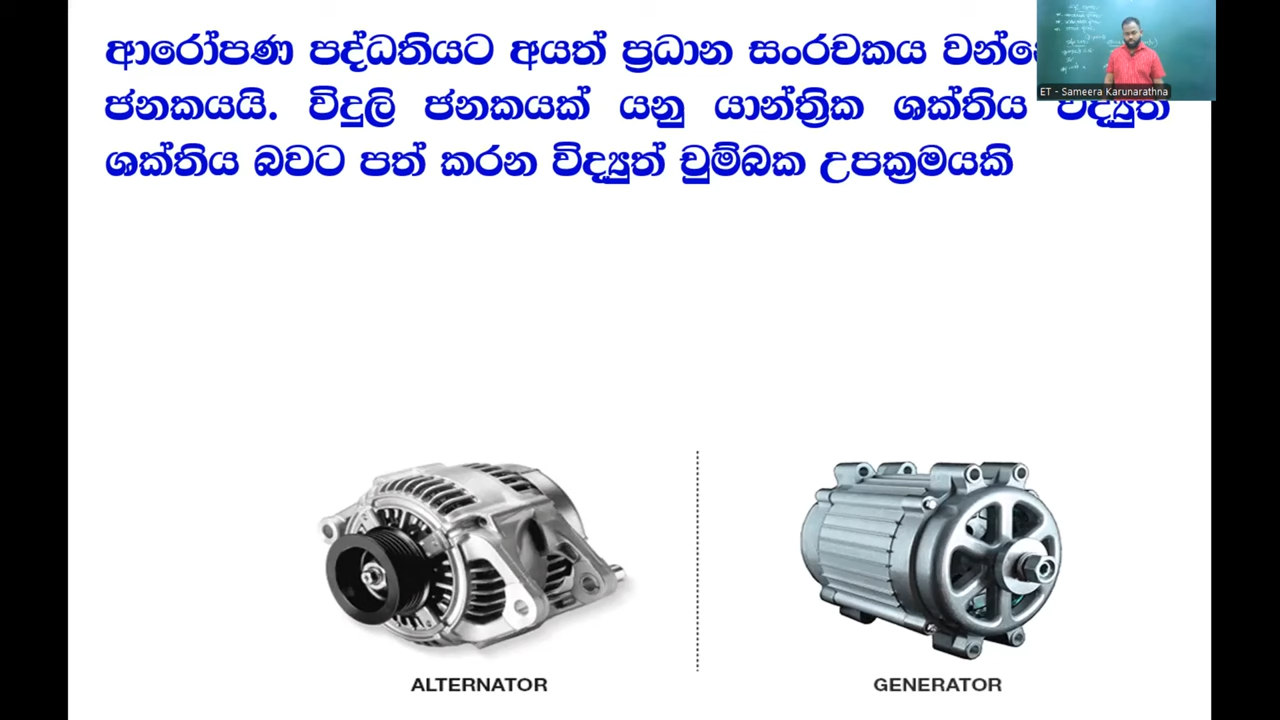 ආරෝපණ පද්ධතියට අයත් ප්‍රධාන සංරචකය
ජනකයයි. විදුලි ජනකයක් යනු යාන්ත්‍රික ශක්තිය විද්‍යුත්
ශක්තිය බවට පත් කරන විද්‍යුත් චුම්බක උපක්‍රමයකි
ET - Sameera Karunarathna
ALTERNATOR
GENERATOR